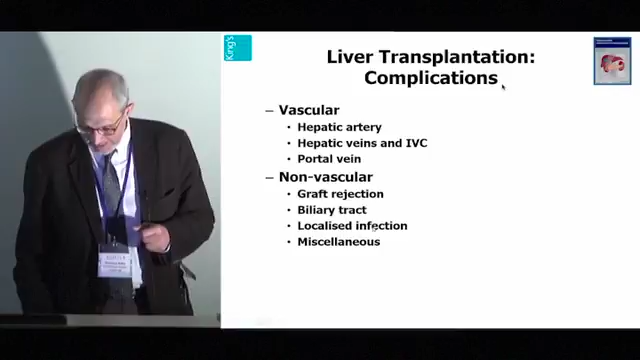 King's
Liver Transplantation:
Complications
– Vascular
• Hepatic artery
• Hepatic veins and IVC
• Portal vein
– Non-vascular
• Graft rejection
• Biliary tract
• Localised infection
• Miscellaneous